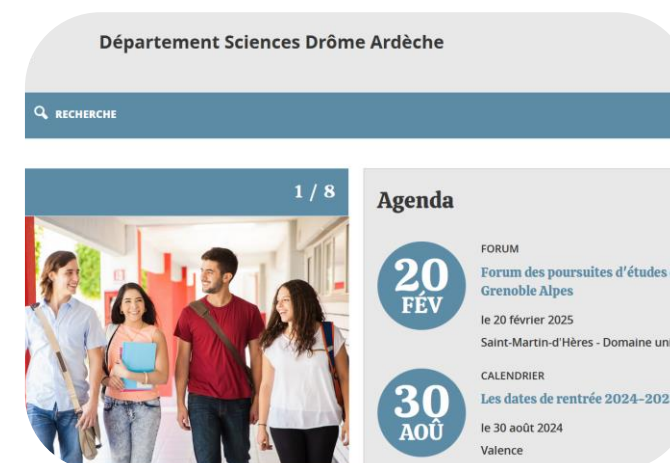 Département Sciences Drôme Ardèche
RECHERCHE
1 / 8
Agenda
20
FÉV
FORUM
Forum des poursuites d'études
Grenoble Alpes
le 20 février 2025
Saint-Martin-d'Hères - Domaine
30
AOÛ
CALENDRIER
Les dates de rentrée 2024-202
le 30 août 2024
Valence